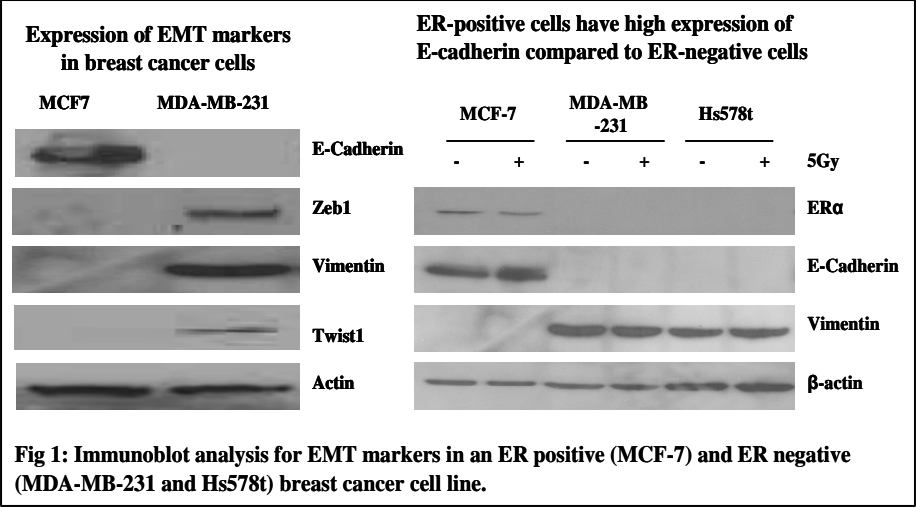 Expression of EMT markers
in breast cancer cells
MCF7 MDA-MB-231
E-Cadherin
Zeb1
Vimentin
Twist1
Actin
ER-positive cells have high expression of
E-cadherin compared to ER-negative cells
MCF-7 MDA-MB
-231 Hs578t
- + - + - + 5Gy
ERα
E-Cadherin
Vimentin
β-actin
Fig 1: Immunoblot analysis for EMT markers in an ER positive (MCF-7) and ER negative
(MDA-MB-231 and Hs578t) breast cancer cell line.